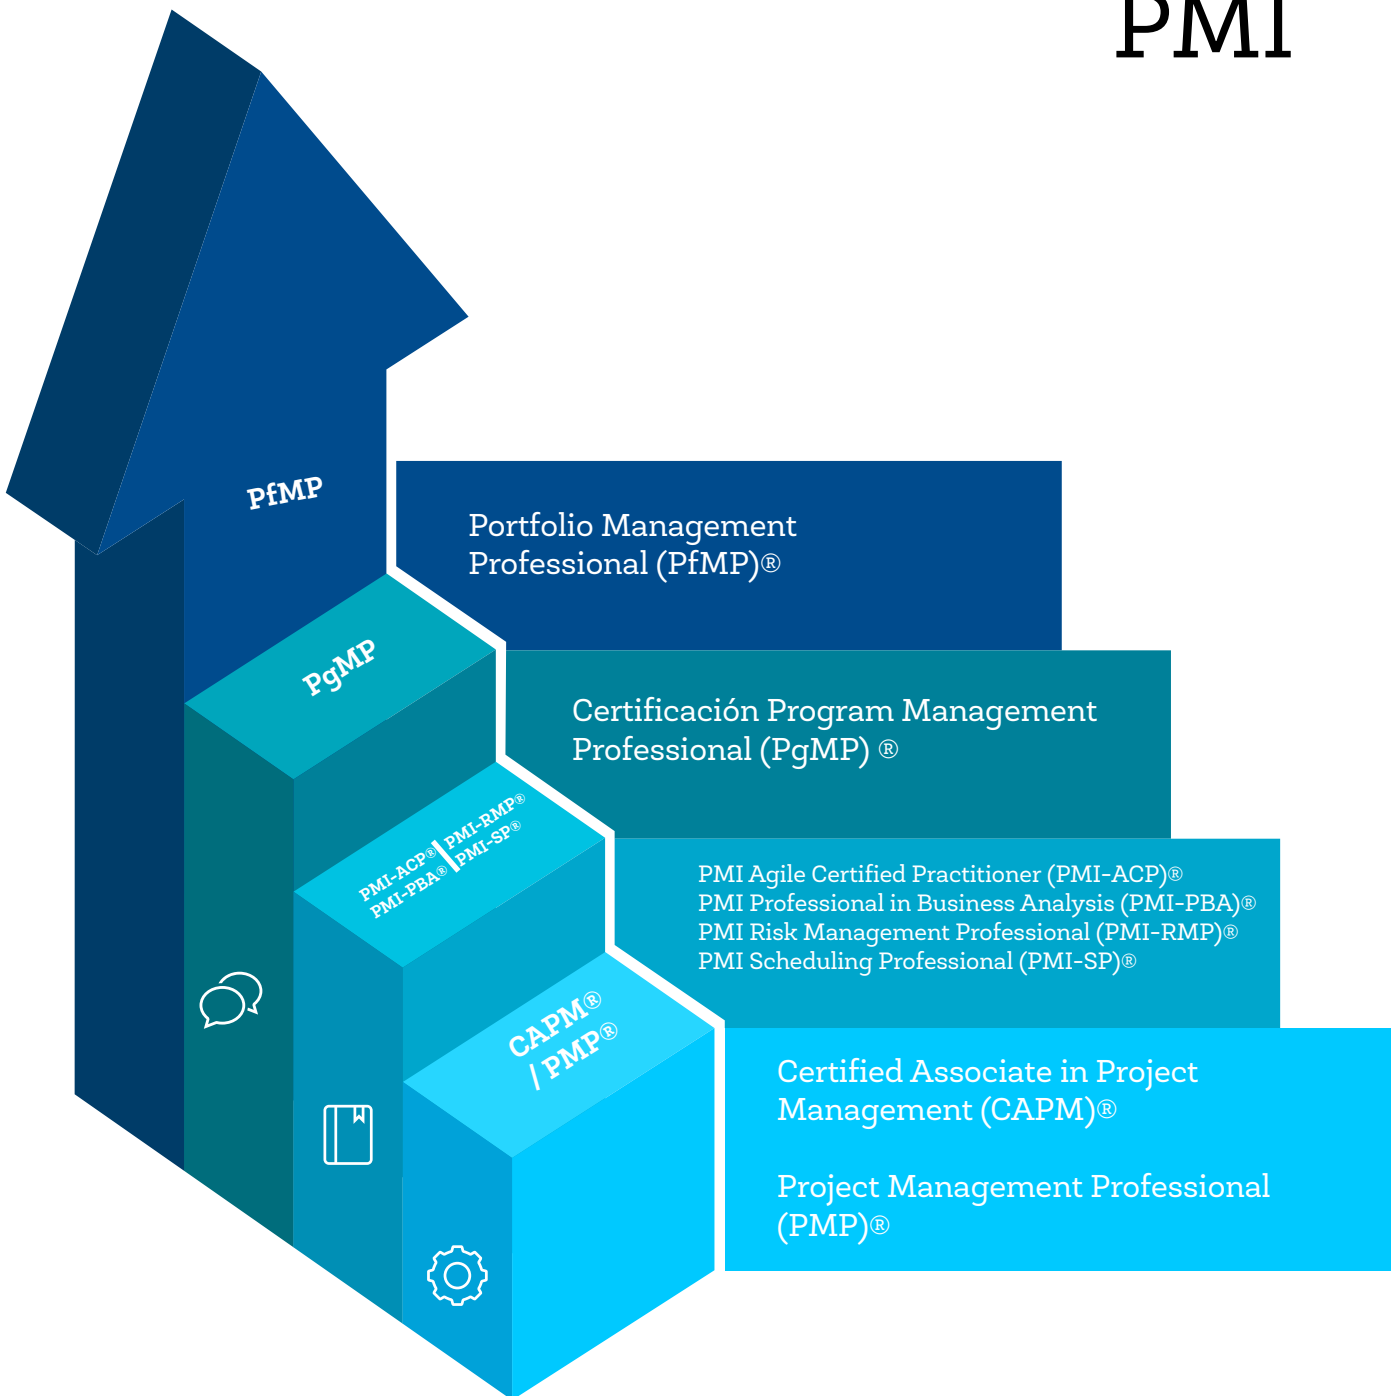 PMI
PfMP
Portfolio Management
Professional (PfMP)®
PgMP
Certificación Program Management
Professional (PgMP) ®
PMI-ACP®
PMI-PBA®
PMI-RMP®
PMI-SP®
PMI Agile Certified Practitioner (PMI-ACP)®
PMI Professional in Business Analysis (PMI-PBA)®
PMI Risk Management Professional (PMI-RMP)®
PMI Scheduling Professional (PMI-SP)®
CAPM®
/ PMP®
Certified Associate in Project
Management (CAPM)®
Project Management Professional
(PMP)®